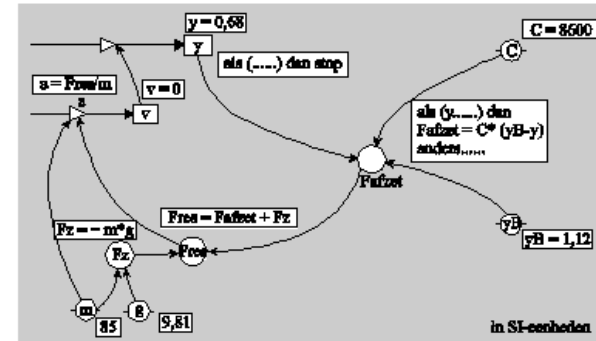 y = 0,68
C = 8600
y
als (......) dan stop
C
a = Fres/m
v = 0
a
v
als (y......) dan
Fafzet = C* (yB-y)
anders......
Fafzet
Fres = Fafzet + Fz
Fz = - m*g
yB
Fz
Fres
yB = 1,12
m
g
85
9,81
in SI-eenheden